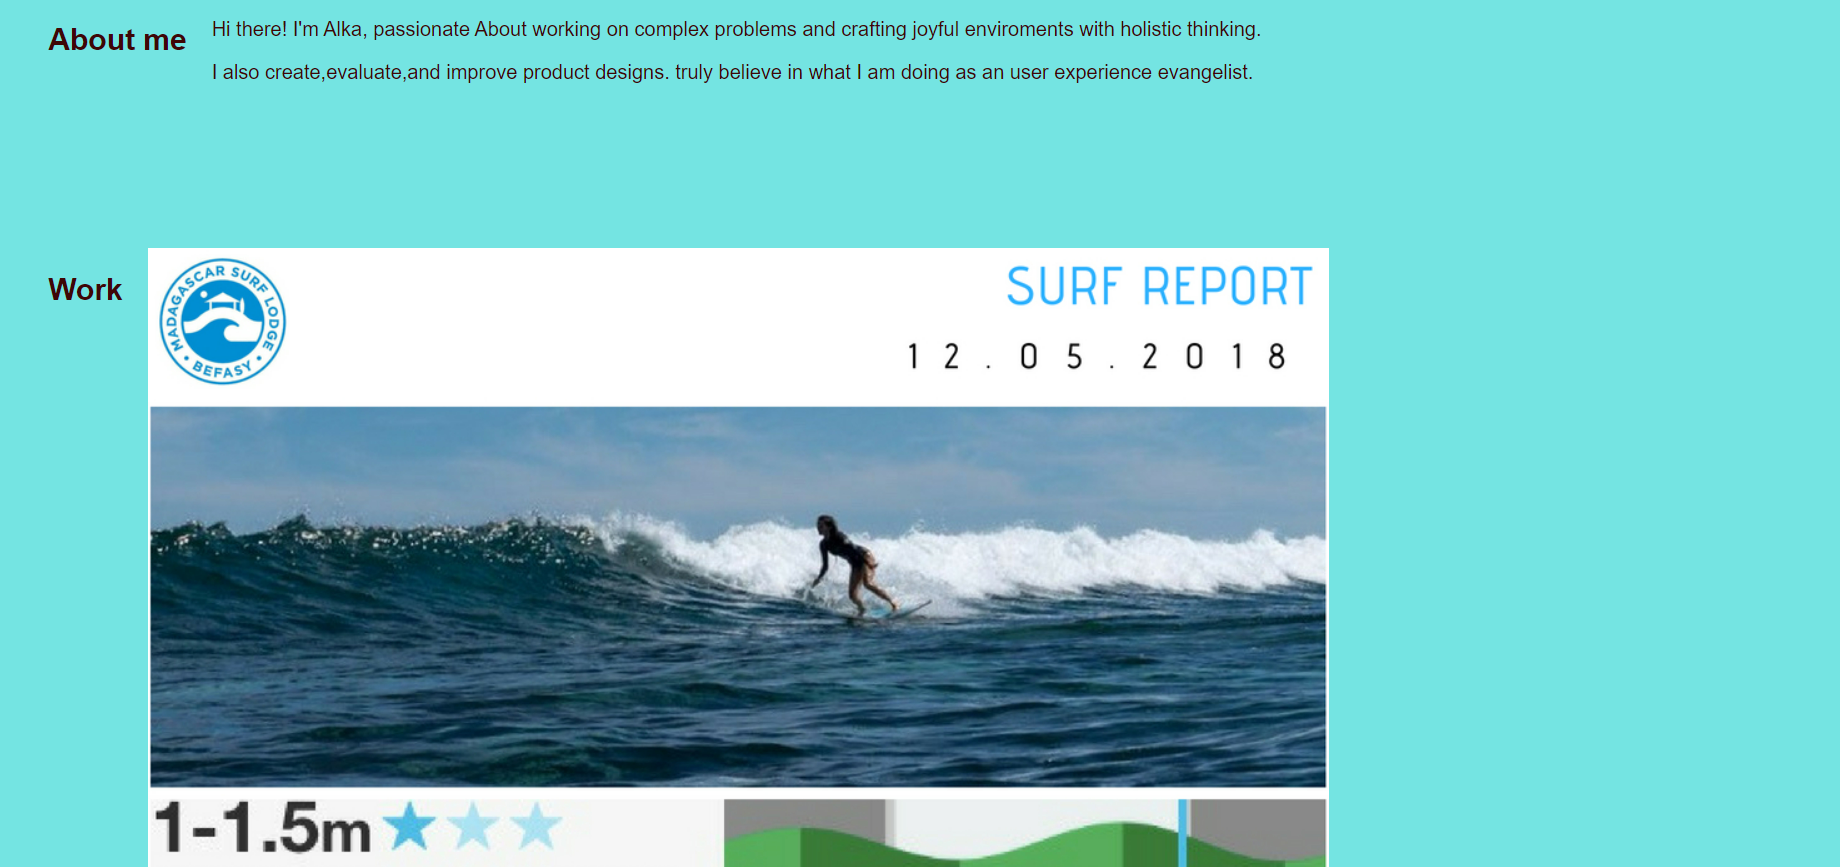 About me
Hi there! I'm Alka, passionate About working on complex problems and crafting joyful enviroments with holistic thinking.
I also create,evaluate,and improve product designs. truly believe in what I am doing as an user experience evangelist.
Work
MADAGASCAR SURF LODGE
• BEFASY •
SURF REPORT
12.05.2018
1-1.5m